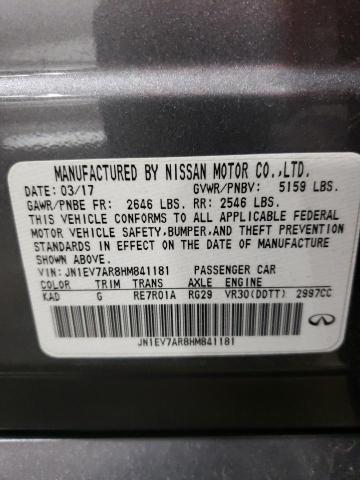 MANUFACTURED BY NISSAN MOTOR CO.,LTD.
DATE: 03/17 GVWR/PNBV: 5159 LBS.
GAWR/PNBE FR: 2646 LBS. RR: 2546 LBS.
THIS VEHICLE CONFORMS TO ALL APPLICABLE FEDERAL
MOTOR VEHICLE SAFETY,BUMPER,AND THEFT PREVENTION
STANDARDS IN EFFECT ON THE DATE OF MANUFACTURE
SHOWN ABOVE.
VIN: JN1EV7AR8HM841181 PASSENGER CAR
COLOR TRIM TRANS AXLE ENGINE
KAD G RE7R01A RG29 VR30(DDTT) 2997CC
JN1EV7AR8HM841181
INFINITI